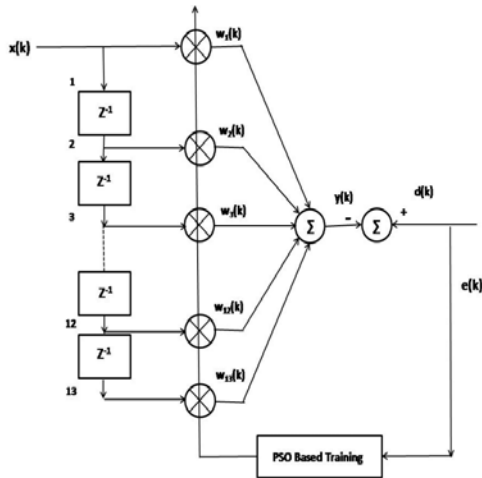 x(k)
w₁(k)
1
Z⁻¹
2
w₂(k)
Z⁻¹
3
w₃(k)
Σ
y(k)
-
Σ
+
d(k)
e(k)
Z⁻¹
12
w₁₂(k)
Z⁻¹
13
w₁₃(k)
PSO Based Training